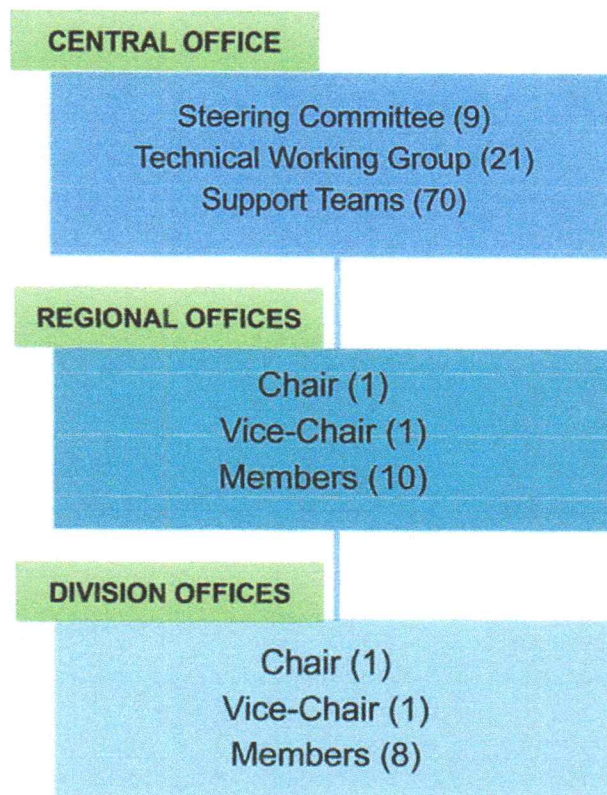 CENTRAL OFFICE
Steering Committee (9)
Technical Working Group (21)
Support Teams (70)
REGIONAL OFFICES
Chair (1)
Vice-Chair (1)
Members (10)
DIVISION OFFICES
Chair (1)
Vice-Chair (1)
Members (8)